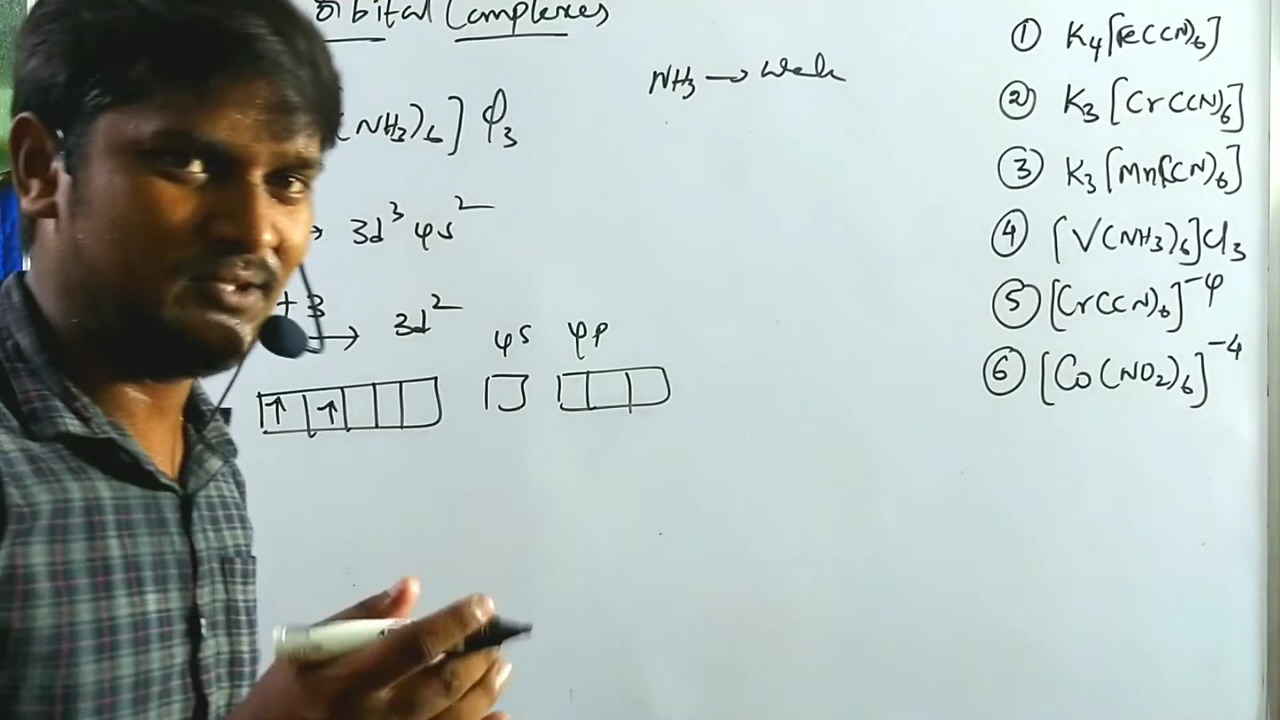 orbital Complexes
NH3 → weak
(NH3)6] Cl3
→ 3d³ 4s²
+3 → 3d²
4s 4p
↑ ↑
① K4[Fe(CN)6]
② K3[Cr(CN)6]
③ K3[Mn(CN)6]
④ [V(NH3)6]Cl3
⑤ [Cr(CN)6]⁻⁴
⑥ [Co(NO2)6]⁻⁴